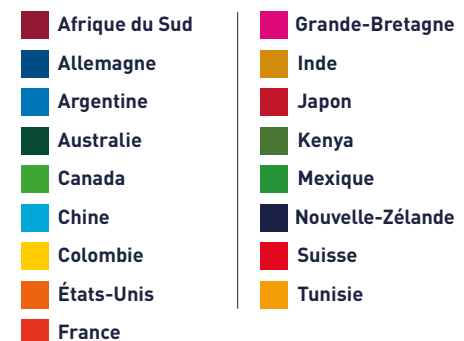 Afrique du Sud
Allemagne
Argentine
Australie
Canada
Chine
Colombie
États-Unis
France
Grande-Bretagne
Inde
Japon
Kenya
Mexique
Nouvelle-Zélande
Suisse
Tunisie